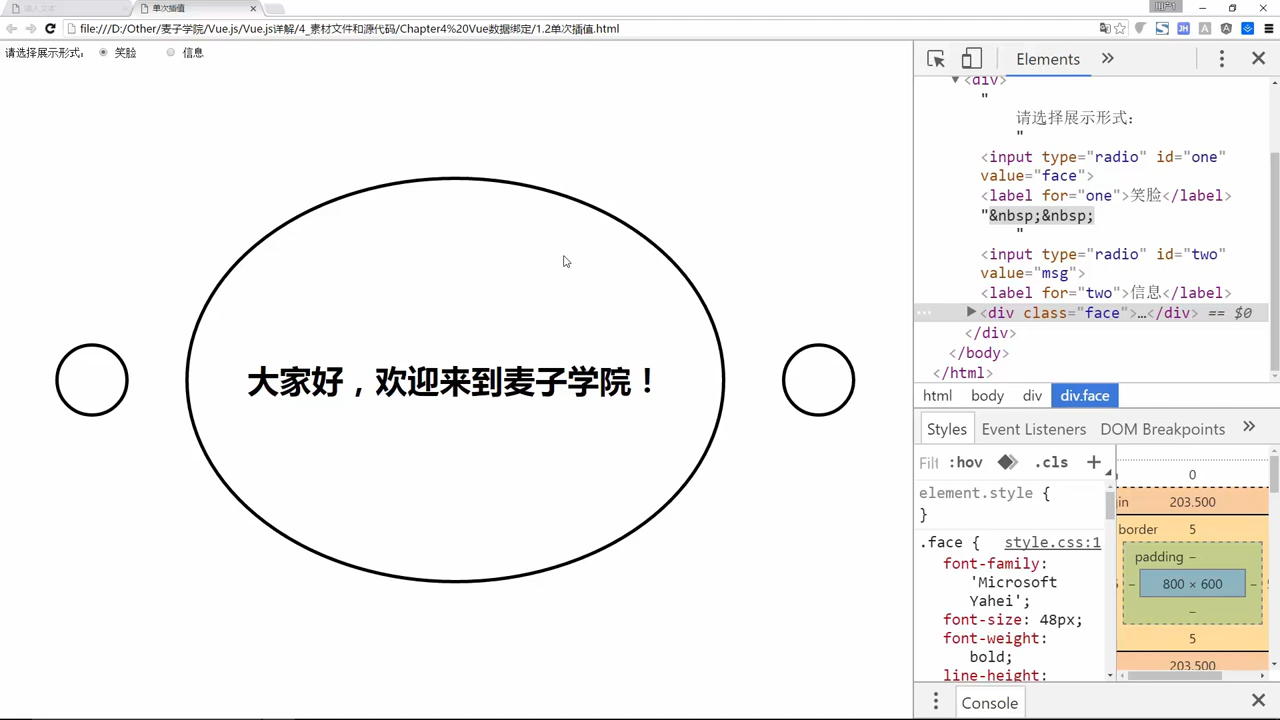 单次插值
file:///D:/Other/麦子学院/Vue.js/Vue.js详解/4_素材文件和源代码/Chapter4%20Vue数据绑定/1.2单次插值.html
请选择展示形式： 笑脸 信息
大家好，欢迎来到麦子学院！
Elements
<div>
"
请选择展示形式:
"
<input type="radio" id="one"
value="face">
<label for="one">笑脸</label>
"&nbsp;&nbsp;
"
<input type="radio" id="two"
value="msg">
<label for="two">信息</label>
<div class="face">…</div> == $0
</div>
</body>
</html>
html body div div.face
Styles Event Listeners DOM Breakpoints
Filt :hov .cls +
element.style {
}
.face { style.css:1
font-family:
'Microsoft
Yahei';
font-size: 48px;
font-weight:
bold;
line-height:
0
in 203.500
border 5
padding –
– 800 × 600 –
–
5
203.500
Console